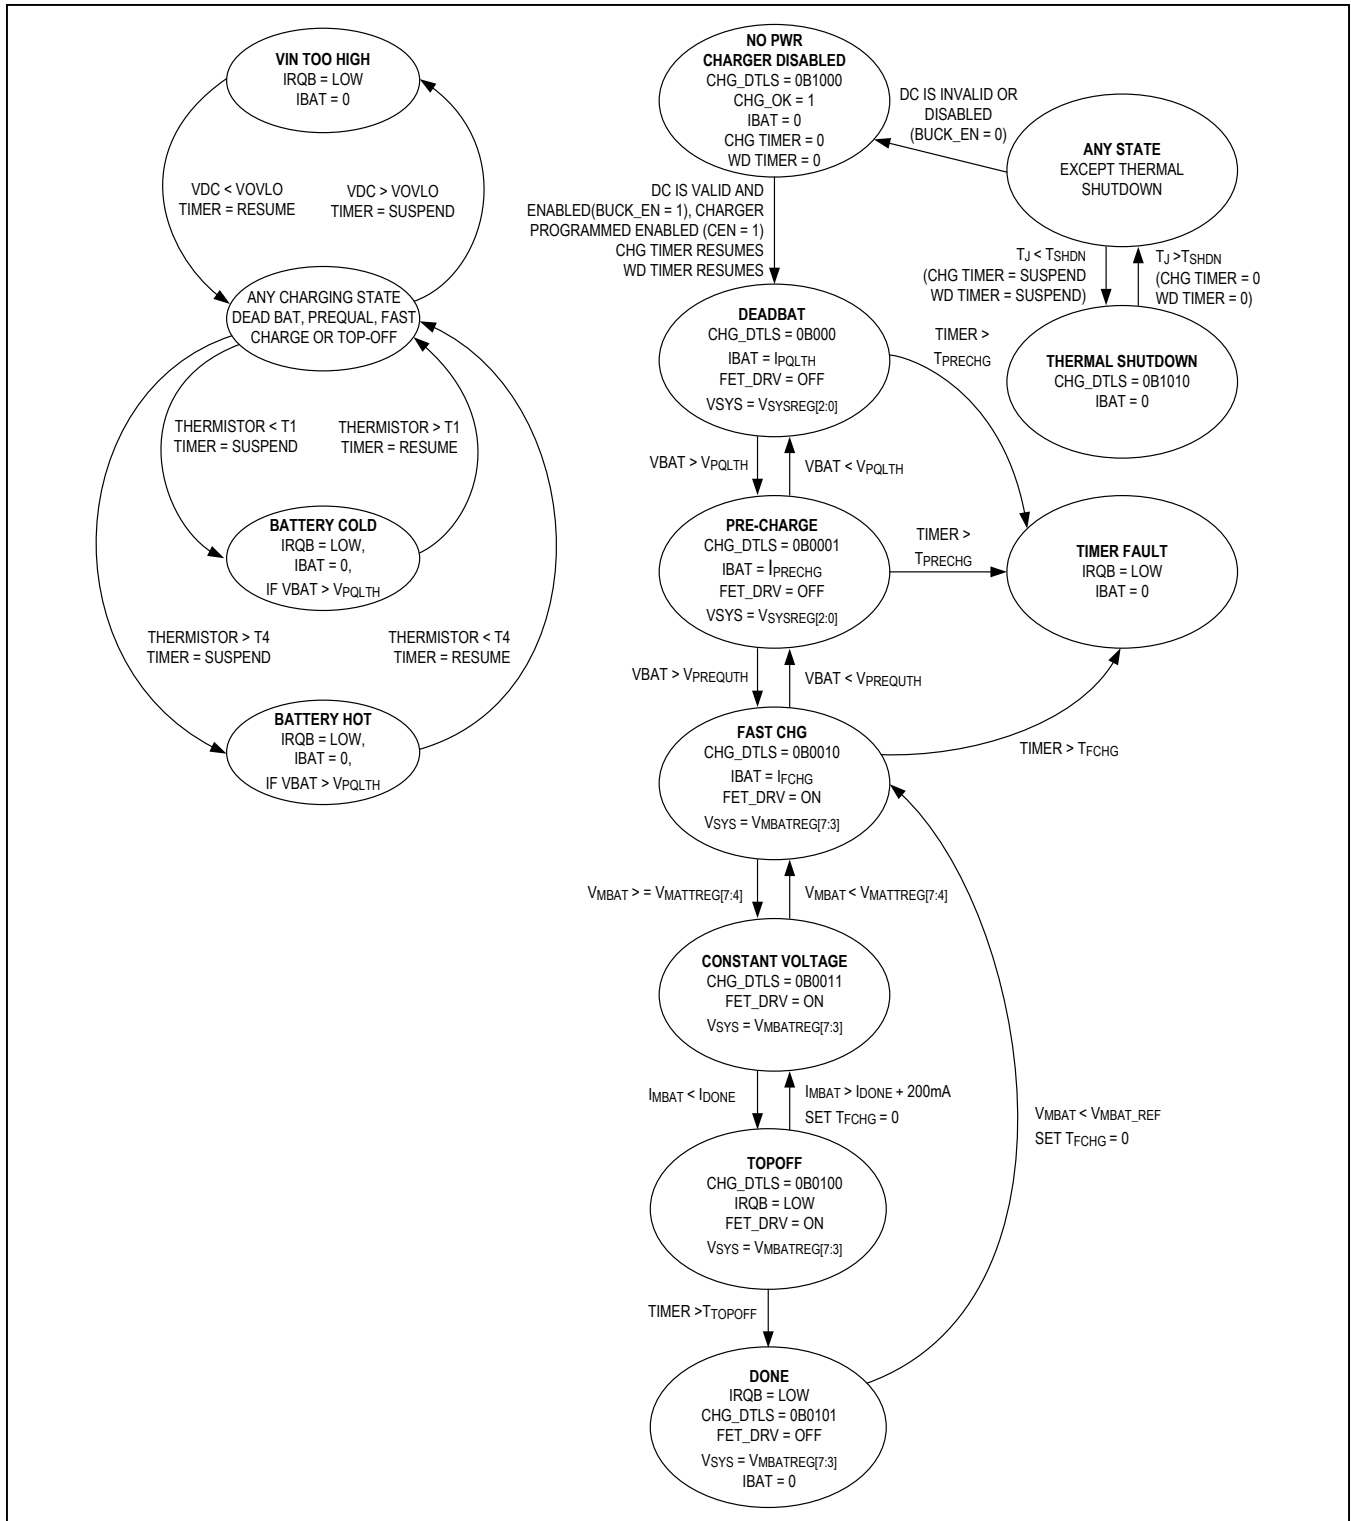 VIN TOO HIGH
IRQB = LOW
IBAT = 0
VDC < VOVLO
TIMER = RESUME
VDC > VOVLO
TIMER = SUSPEND
ANY CHARGING STATE
DEAD BAT, PREQUAL, FAST
CHARGE OR TOP-OFF
THERMISTOR < T1
TIMER = SUSPEND
THERMISTOR > T1
TIMER = RESUME
BATTERY COLD
IRQB = LOW,
IBAT = 0,
IF VBAT > VPQLTH
THERMISTOR > T4
TIMER = SUSPEND
THERMISTOR < T4
TIMER = RESUME
BATTERY HOT
IRQB = LOW,
IBAT = 0,
IF VBAT > VPQLTH
NO PWR
CHARGER DISABLED
CHG_DTLS = 0B1000
CHG_OK = 1
IBAT = 0
CHG TIMER = 0
WD TIMER = 0
DC IS INVALID OR
DISABLED
(BUCK_EN = 0)
ANY STATE
EXCEPT THERMAL
SHUTDOWN
DC IS VALID AND
ENABLED(BUCK_EN = 1), CHARGER
PROGRAMMED ENABLED (CEN = 1)
CHG TIMER RESUMES
WD TIMER RESUMES
TJ < TSHDN
(CHG TIMER = SUSPEND
WD TIMER = SUSPEND)
TJ >TSHDN
(CHG TIMER = 0
WD TIMER = 0)
THERMAL SHUTDOWN
CHG_DTLS = 0B1010
IBAT = 0
DEADBAT
CHG_DTLS = 0B000
IBAT = IPQLTH
FET_DRV = OFF
VSYS = VSYSREG[2:0]
TIMER >
TPRECHG
VBAT > VPQLTH
VBAT < VPQLTH
PRE-CHARGE
CHG_DTLS = 0B0001
IBAT = IPRECHG
FET_DRV = OFF
VSYS = VSYSREG[2:0]
TIMER >
TPRECHG
TIMER FAULT
IRQB = LOW
IBAT = 0
VBAT > VPREQUTH
VBAT < VPREQUTH
FAST CHG
CHG_DTLS = 0B0010
IBAT = IFCHG
FET_DRV = ON
VSYS = VMBATREG[7:3]
TIMER > TFCHG
VMBAT > = VMATTREG[7:4]
VMBAT < VMATTREG[7:4]
CONSTANT VOLTAGE
CHG_DTLS = 0B0011
FET_DRV = ON
VSYS = VMBATREG[7:3]
IMBAT < IDONE
IMBAT > IDONE + 200mA
SET TFCHG = 0
VMBAT < VMBAT_REF
SET TFCHG = 0
TOPOFF
CHG_DTLS = 0B0100
IRQB = LOW
FET_DRV = ON
VSYS = VMBATREG[7:3]
TIMER >TTOPOFF
DONE
IRQB = LOW
CHG_DTLS = 0B0101
FET_DRV = OFF
VSYS = VMBATREG[7:3]
IBAT = 0